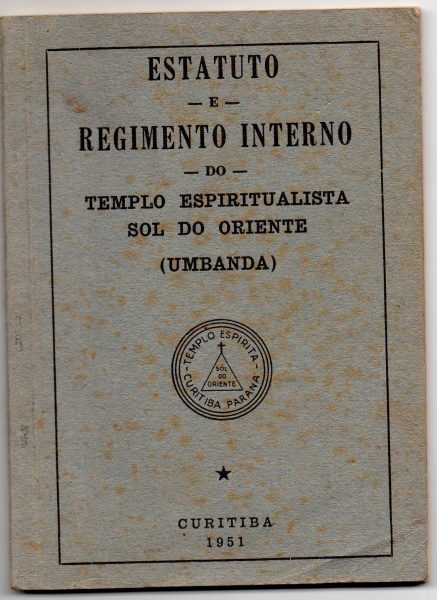 ESTATUTO
— E —
REGIMENTO INTERNO
— DO —
TEMPLO ESPIRITUALISTA
SOL DO ORIENTE
(UMBANDA)
TEMPLO ESPIRITA
SOL
DO
ORIENTE
- CURITIBA PARANÁ -
CURITIBA
1951